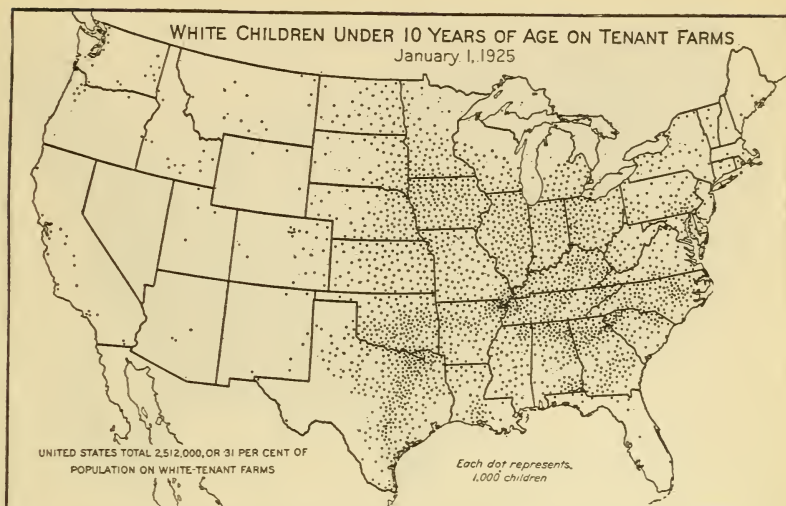 WHITE CHILDREN UNDER 10 YEARS OF AGE ON TENANT FARMS
January 1, 1925
UNITED STATES TOTAL 2,512,000, OR 31 PER CENT OF
POPULATION ON WHITE-TENANT FARMS
Each dot represents
1,000 children